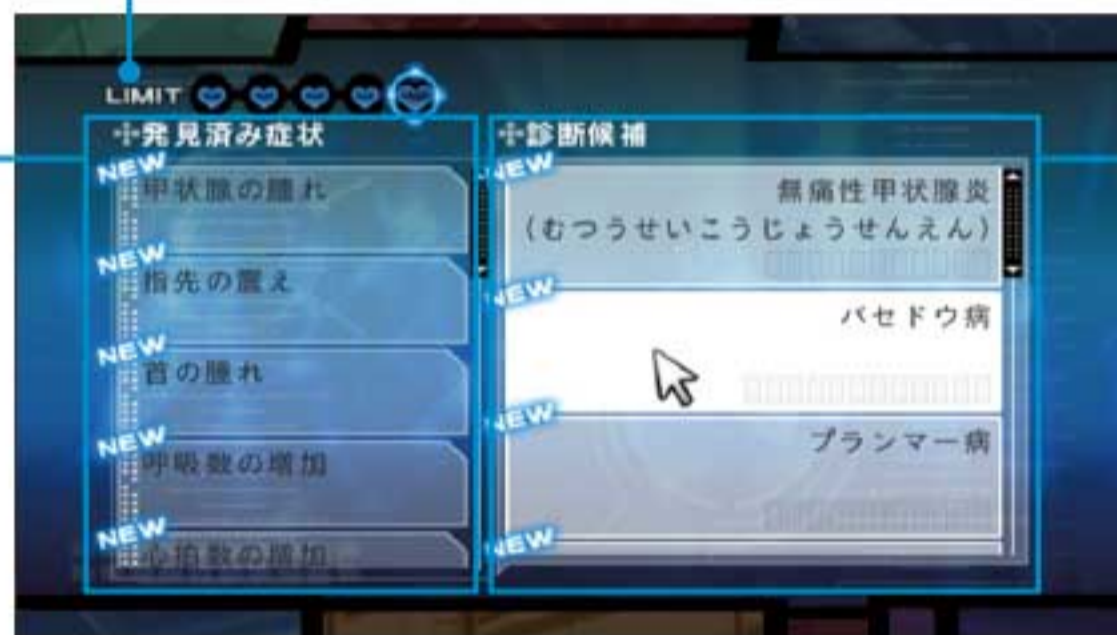 LIMIT
発見済み症状
NEW
甲状腺の腫れ
NEW
指先の震え
NEW
首の腫れ
NEW
呼吸数の増加
NEW
心拍数の増加
診断候補
NEW
無痛性甲状腺炎
(むつうせいこうじょうせんえん)
NEW
バセドウ病
NEW
プランマー病
NEW